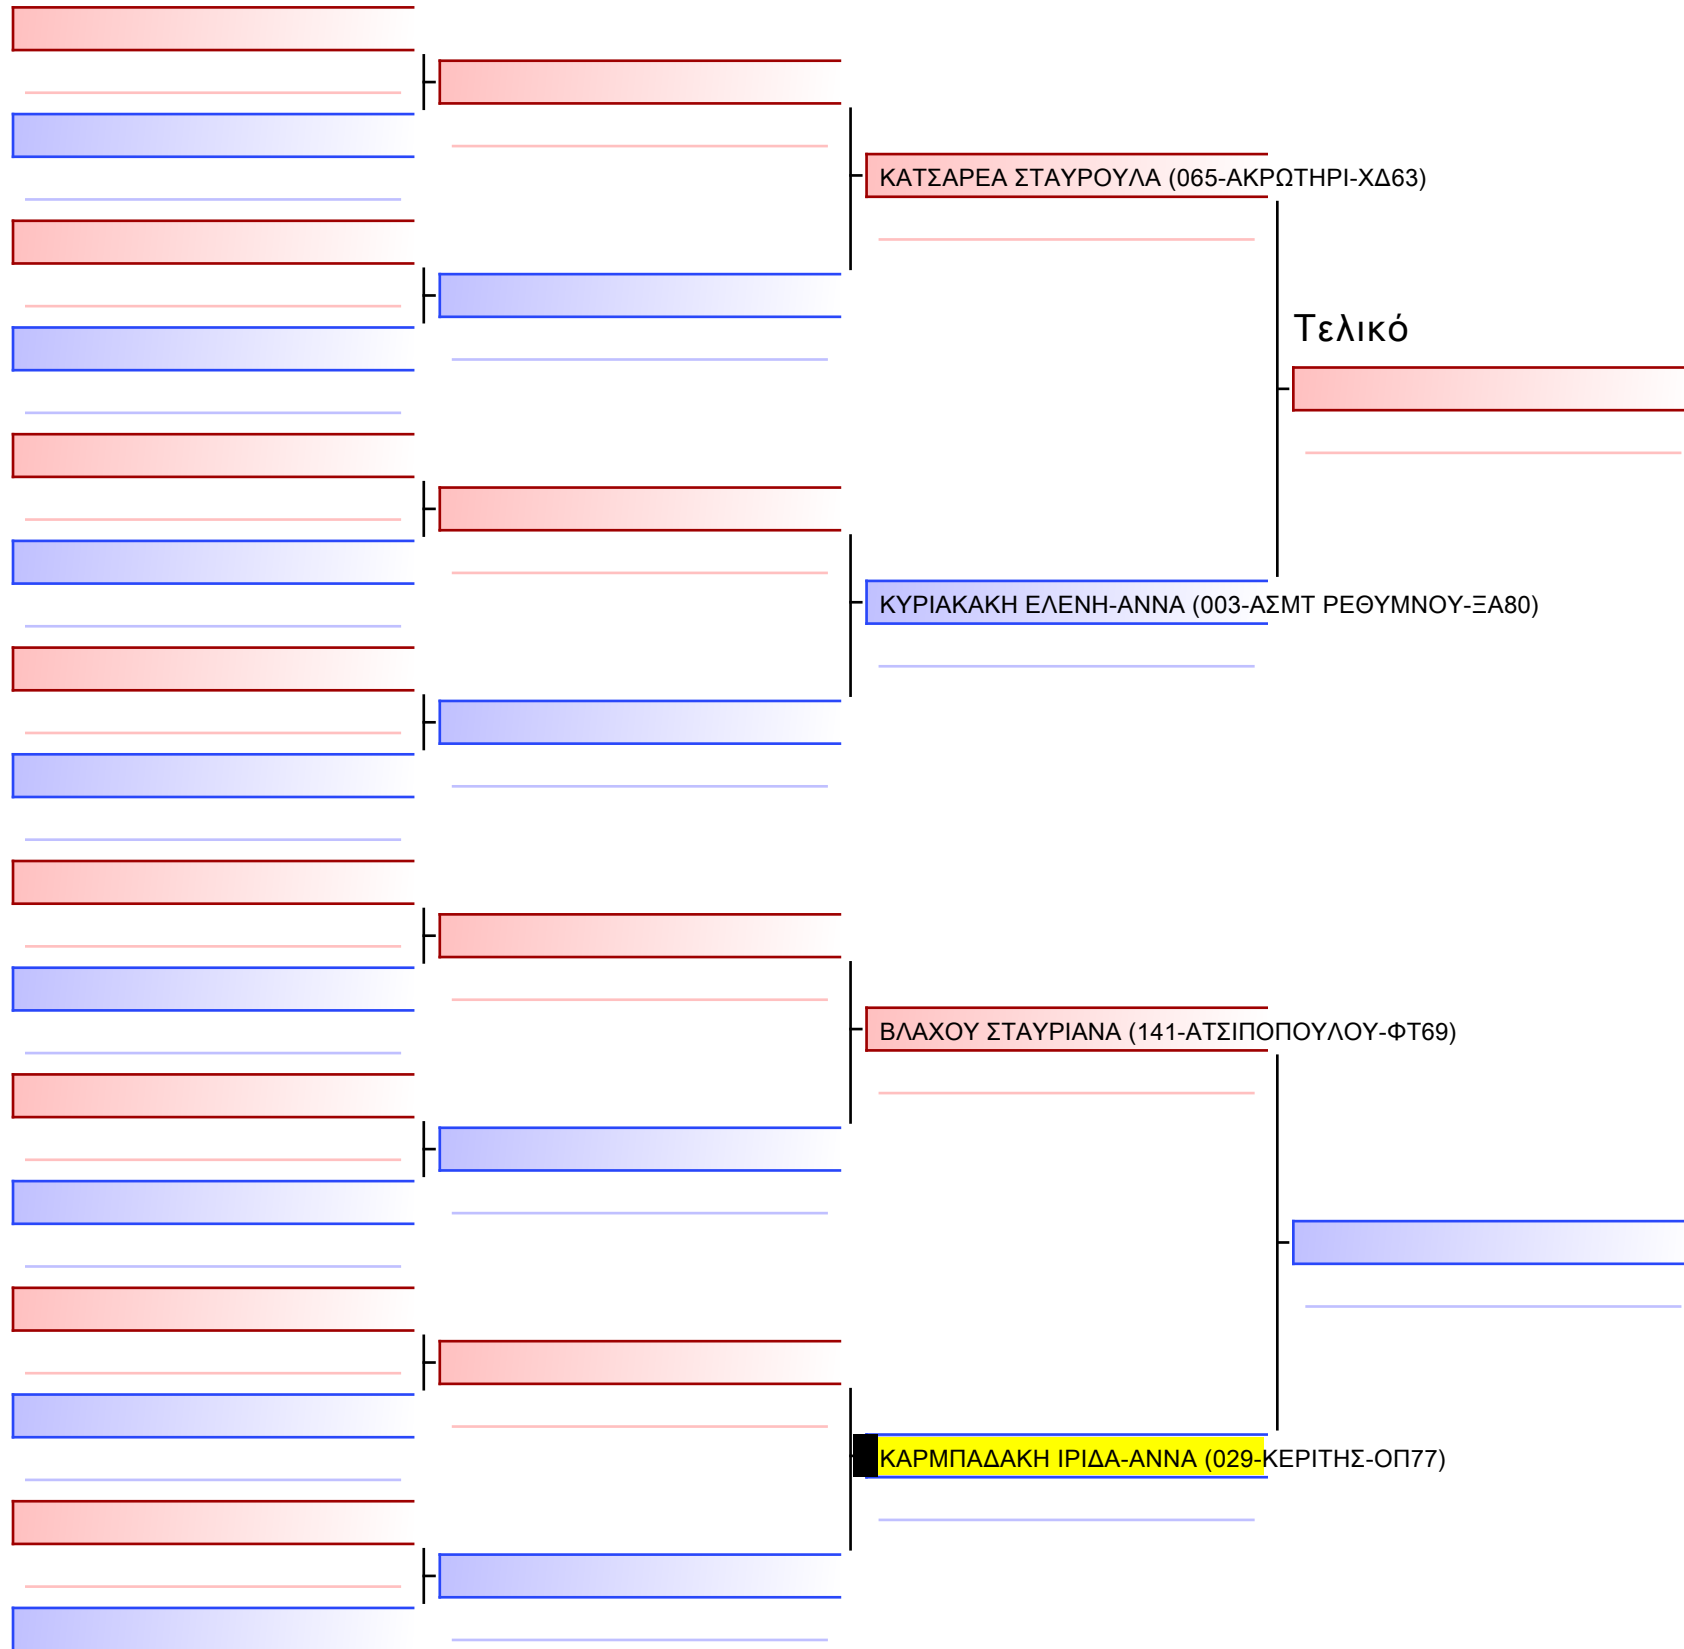 ΚΑΤΣΑΡΕΑ ΣΤΑΥΡΟΥΛΑ (065-ΑΚΡΩΤΗΡΙ-ΧΔ63)
Τελικό
ΚΥΡΙΑΚΑΚΗ ΕΛΕΝΗ-ΑΝΝΑ (003-ΑΣΜΤ ΡΕΘΥΜΝΟΥ-ΞΑ80)
ΒΛΑΧΟΥ ΣΤΑΥΡΙΑΝΑ (141-ΑΤΣΙΠΟΠΟΥΛΟΥ-ΦΤ69)
ΚΑΡΜΠΑΔΑΚΗ ΙΡΙΔΑ-ΑΝΝΑ (029-ΚΕΡΙΤΗΣ-ΟΠ77)